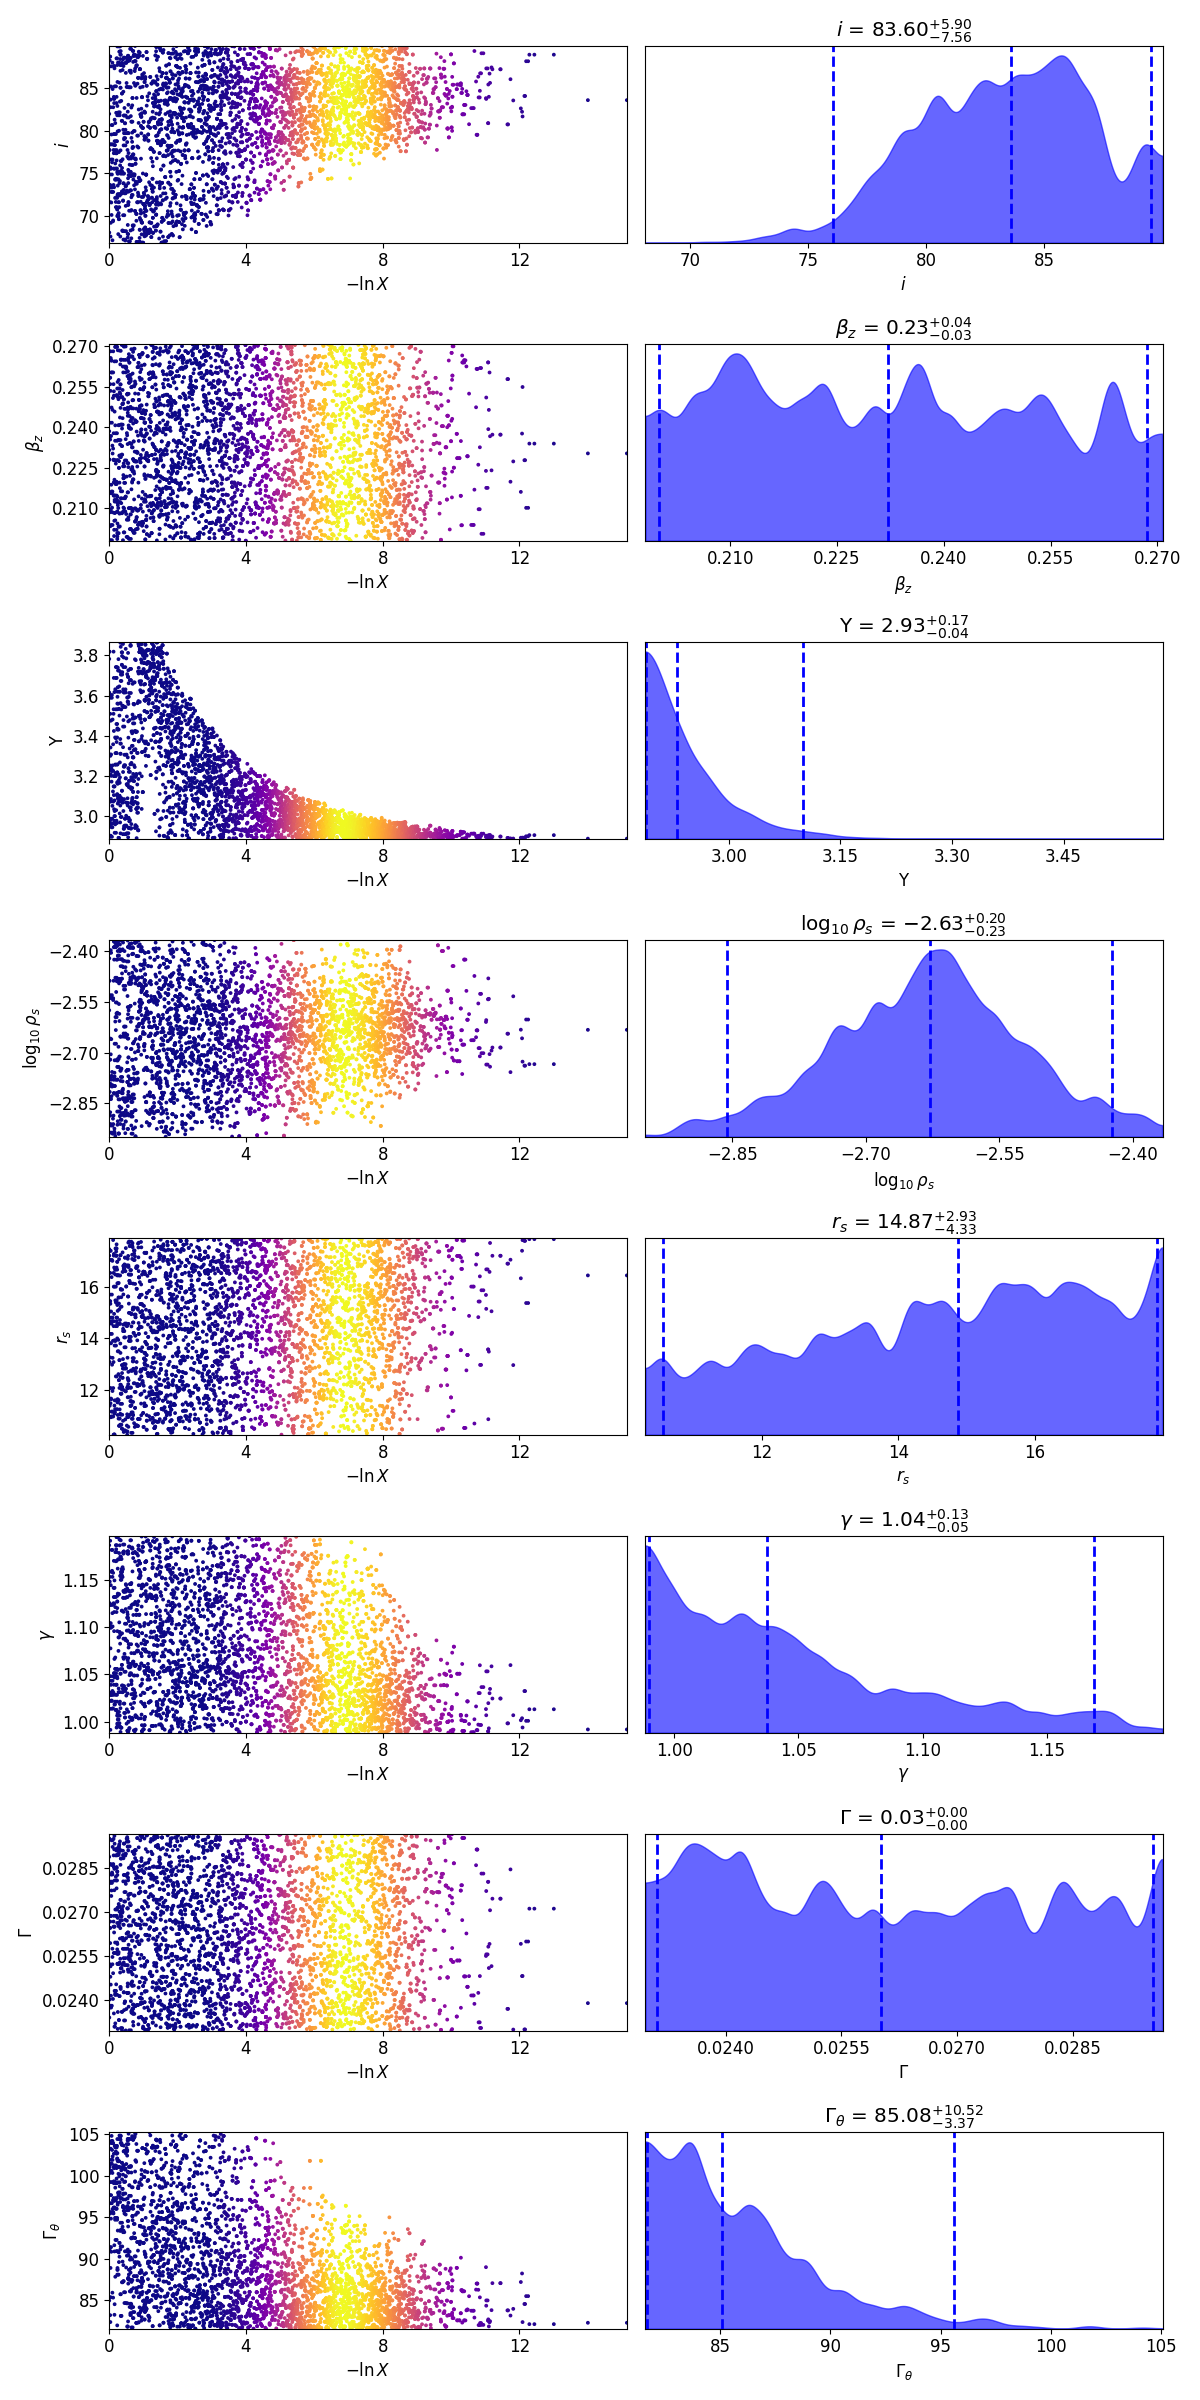 i = 83.60 +5.90 −7.56
85
80
75
70
i
0 4 8 12
−ln X
70 75 80 85
i
β_z = 0.23 +0.04 −0.03
0.270
0.255
0.240
0.225
0.210
β_z
0 4 8 12
−ln X
0.210 0.225 0.240 0.255 0.270
β_z
Υ = 2.93 +0.17 −0.04
3.8
3.6
3.4
3.2
3.0
Υ
0 4 8 12
−ln X
3.00 3.15 3.30 3.45
Υ
log₁₀ ρ_s = −2.63 +0.20 −0.23
−2.40
−2.55
−2.70
−2.85
log₁₀ ρ_s
0 4 8 12
−ln X
−2.85 −2.70 −2.55 −2.40
log₁₀ ρ_s
r_s = 14.87 +2.93 −4.33
16
14
12
r_s
0 4 8 12
−ln X
12 14 16
r_s
γ = 1.04 +0.13 −0.05
1.15
1.10
1.05
1.00
γ
0 4 8 12
−ln X
1.00 1.05 1.10 1.15
γ
Γ = 0.03 +0.00 −0.00
0.0285
0.0270
0.0255
0.0240
Γ
0 4 8 12
−ln X
0.0240 0.0255 0.0270 0.0285
Γ
Γ_θ = 85.08 +10.52 −3.37
105
100
95
90
85
Γ_θ
0 4 8 12
−ln X
85 90 95 100 105
Γ_θ